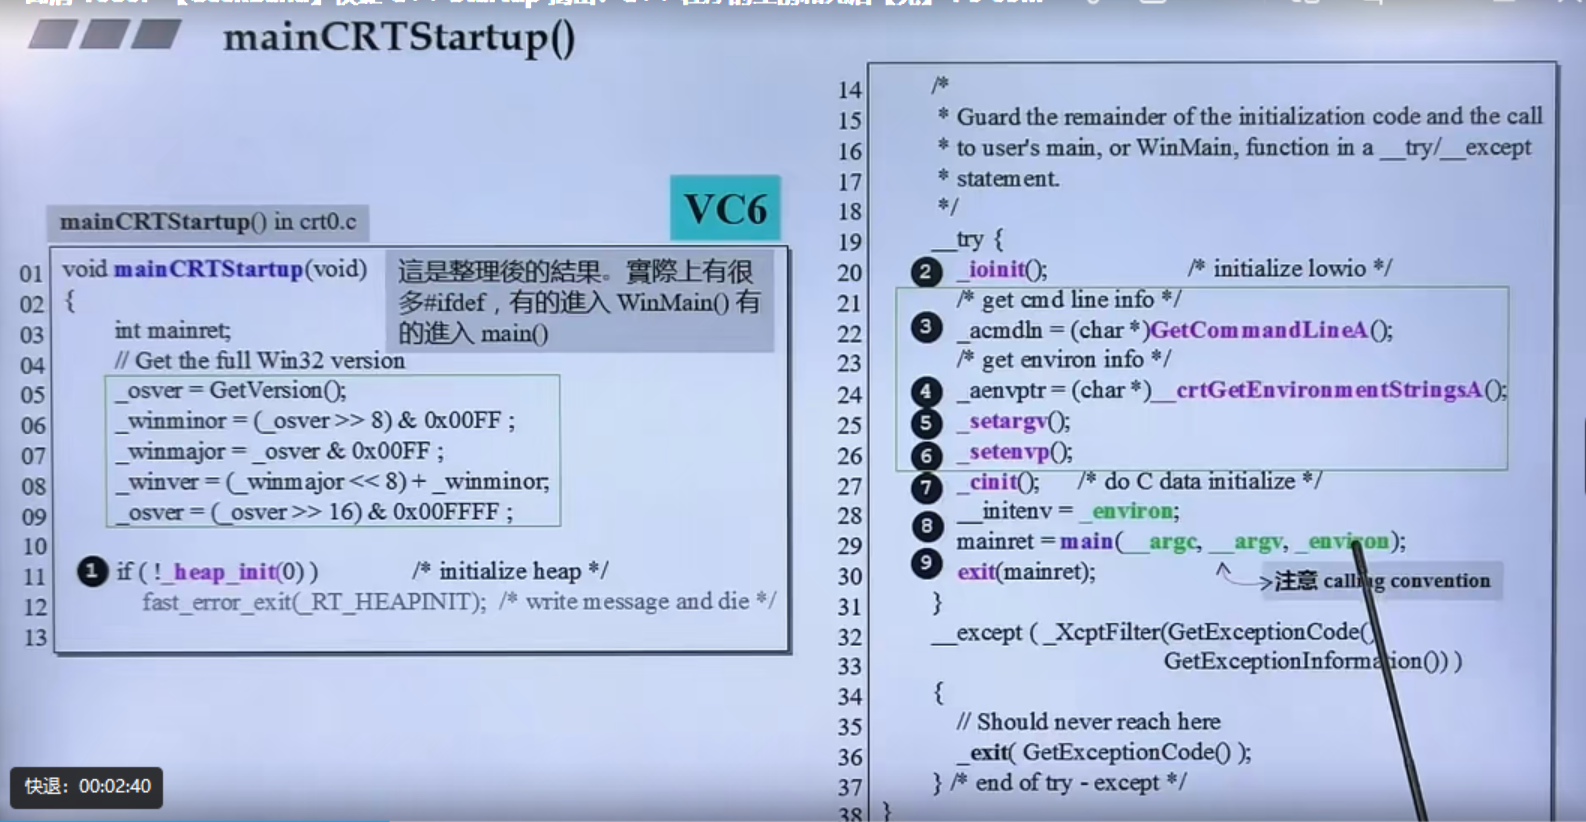 mainCRTStartup()
VC6
mainCRTStartup() in crt0.c
這是整理後的結果。實際上有很
多#ifdef，有的進入 WinMain() 有
的進入 main()
01 void mainCRTStartup(void)
02 {
03 int mainret;
04 // Get the full Win32 version
05 _osver = GetVersion();
06 _winminor = (_osver >> 8) & 0x00FF ;
07 _winmajor = _osver & 0x00FF ;
08 _winver = (_winmajor << 8) + _winminor;
09 _osver = (_osver >> 16) & 0x00FFFF ;
10
11 1 if ( !_heap_init(0) ) /* initialize heap */
12 fast_error_exit(_RT_HEAPINIT); /* write message and die */
13
14 /*
15 * Guard the remainder of the initialization code and the call
16 * to user's main, or WinMain, function in a __try/__except
17 * statement.
18 */
19 __try {
20 2 _ioinit(); /* initialize lowio */
21 /* get cmd line info */
22 3 _acmdln = (char *)GetCommandLineA();
23 /* get environ info */
24 4 _aenvptr = (char *)__crtGetEnvironmentStringsA();
25 5 _setargv();
26 6 _setenvp();
27 7 _cinit(); /* do C data initialize */
28 __initenv = _environ;
29 8 mainret = main(__argc, __argv, _environ);
30 9 exit(mainret);
>注意 calling convention
31 }
32 __except ( _XcptFilter(GetExceptionCode()
33 GetExceptionInformation()) )
34 {
35 // Should never reach here
36 _exit( GetExceptionCode() );
37 } /* end of try - except */
38 }
快退：00:02:40